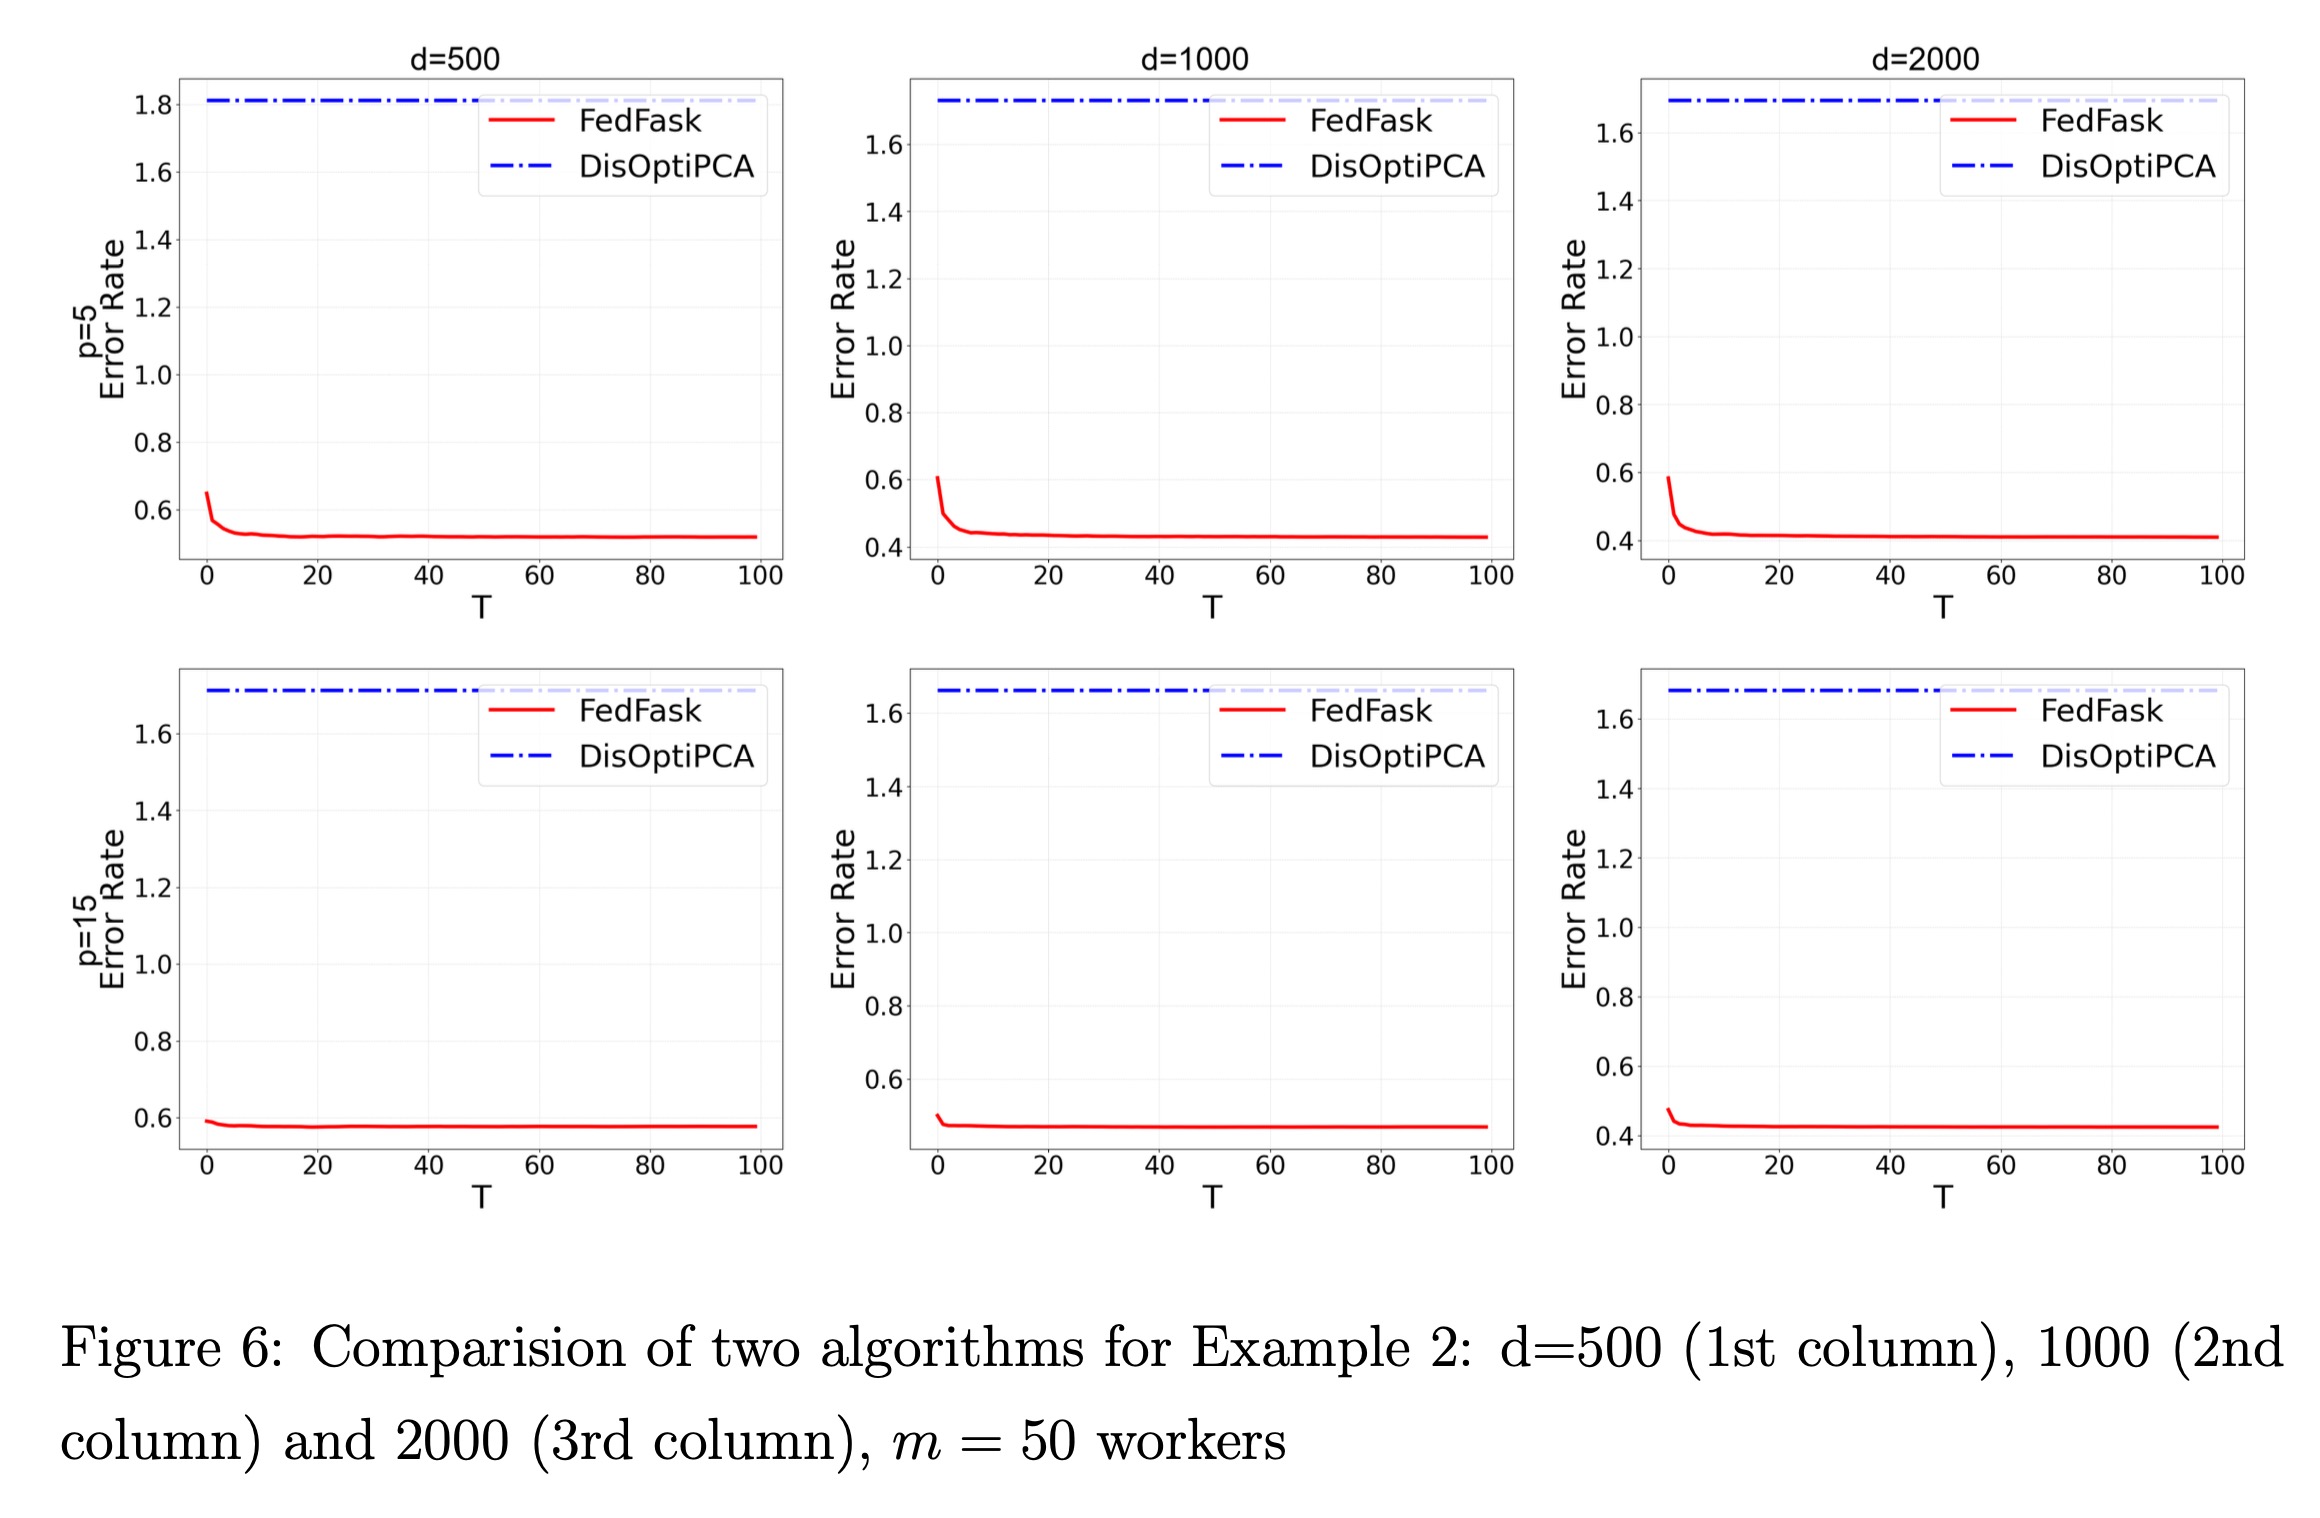 d=500
d=1000
d=2000
1.8
1.6
1.4
1.2
1.0
0.8
0.6
p=5
Error Rate
FedFask
DisOptiPCA
0
20
40
60
80
100
T
1.6
1.4
1.2
1.0
0.8
0.6
0.4
Error Rate
FedFask
DisOptiPCA
0
20
40
60
80
100
T
1.6
1.4
1.2
1.0
0.8
0.6
0.4
Error Rate
FedFask
DisOptiPCA
0
20
40
60
80
100
T
1.6
1.4
1.2
1.0
0.8
0.6
p=15
Error Rate
FedFask
DisOptiPCA
0
20
40
60
80
100
T
1.6
1.4
1.2
1.0
0.8
0.6
Error Rate
FedFask
DisOptiPCA
0
20
40
60
80
100
T
1.6
1.4
1.2
1.0
0.8
0.6
0.4
Error Rate
FedFask
DisOptiPCA
0
20
40
60
80
100
T
Figure 6: Comparision of two algorithms for Example 2: d=500 (1st column), 1000 (2nd
column) and 2000 (3rd column), m = 50 workers